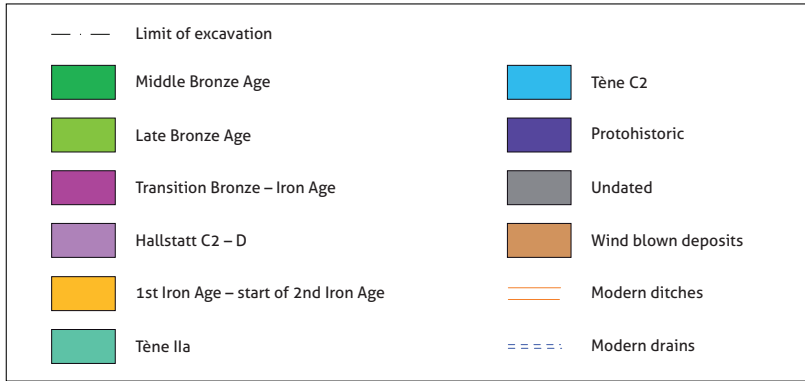 Limit of excavation
Middle Bronze Age
Late Bronze Age
Transition Bronze – Iron Age
Hallstatt C2 – D
1st Iron Age – start of 2nd Iron Age
Tène IIa
Tène C2
Protohistoric
Undated
Wind blown deposits
Modern ditches
Modern drains